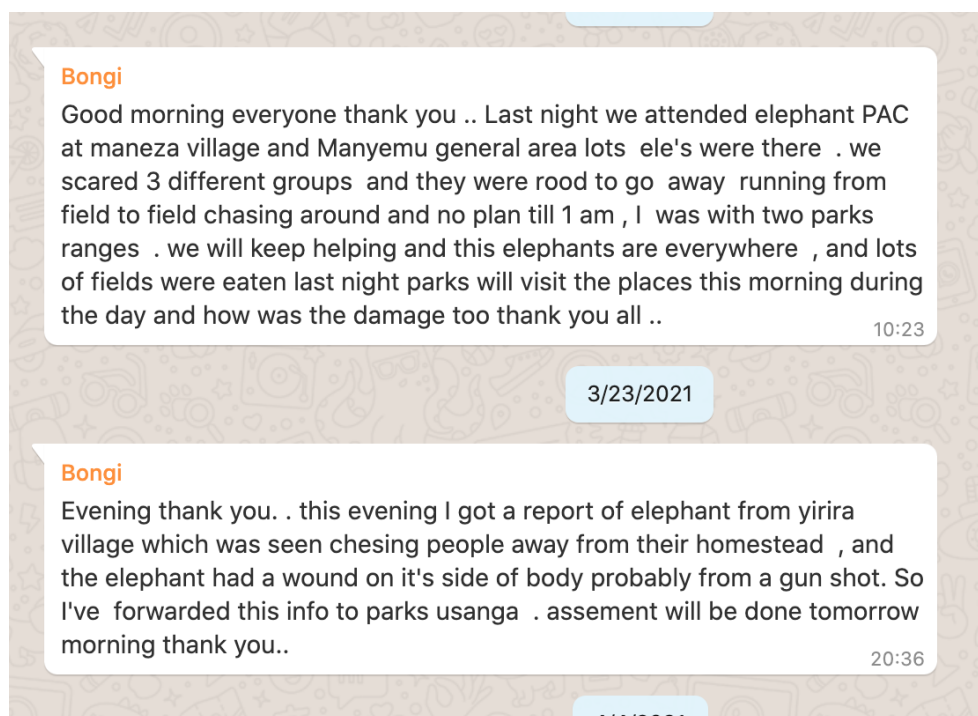 Bongi
Good morning everyone thank you .. Last night we attended elephant PAC
at maneza village and Manyemu general area lots  ele's were there  . we
scared 3 different groups  and they were rood to go  away  running from
field to field chasing around and no plan till 1 am , I  was with two parks
ranges  . we will keep helping and this elephants are everywhere  , and lots
of fields were eaten last night parks will visit the places this morning during
the day and how was the damage too thank you all ..
10:23
3/23/2021
Bongi
Evening thank you. . this evening I got a report of elephant from yirira
village which was seen chesing people away from their homestead  , and
the elephant had a wound on it's side of body probably from a gun shot. So
I've  forwarded this info to parks usanga  . assement will be done tomorrow
morning thank you..
20:36